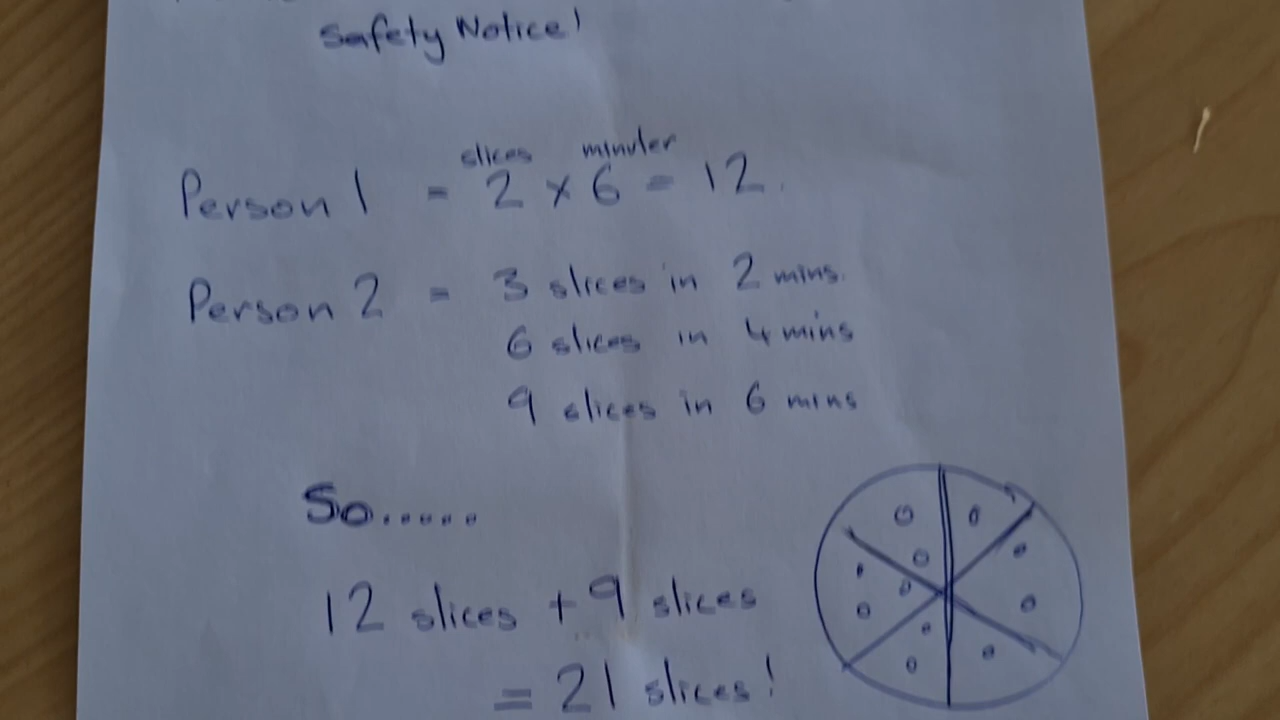 Safety Notice!
slices minutes
Person 1 = 2 x 6 = 12.
Person 2 = 3 slices in 2 mins.
6 slices in 4 mins
9 slices in 6 mins
So.....
12 slices + 9 slices
= 21 slices!